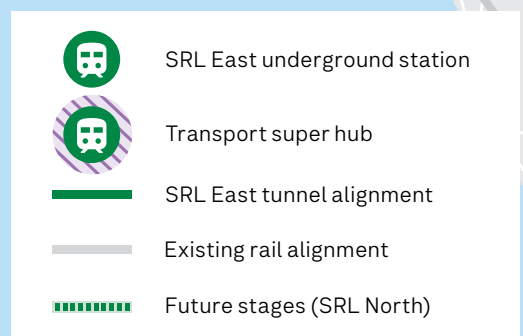 SRL East underground station
Transport super hub
SRL East tunnel alignment
Existing rail alignment
Future stages (SRL North)